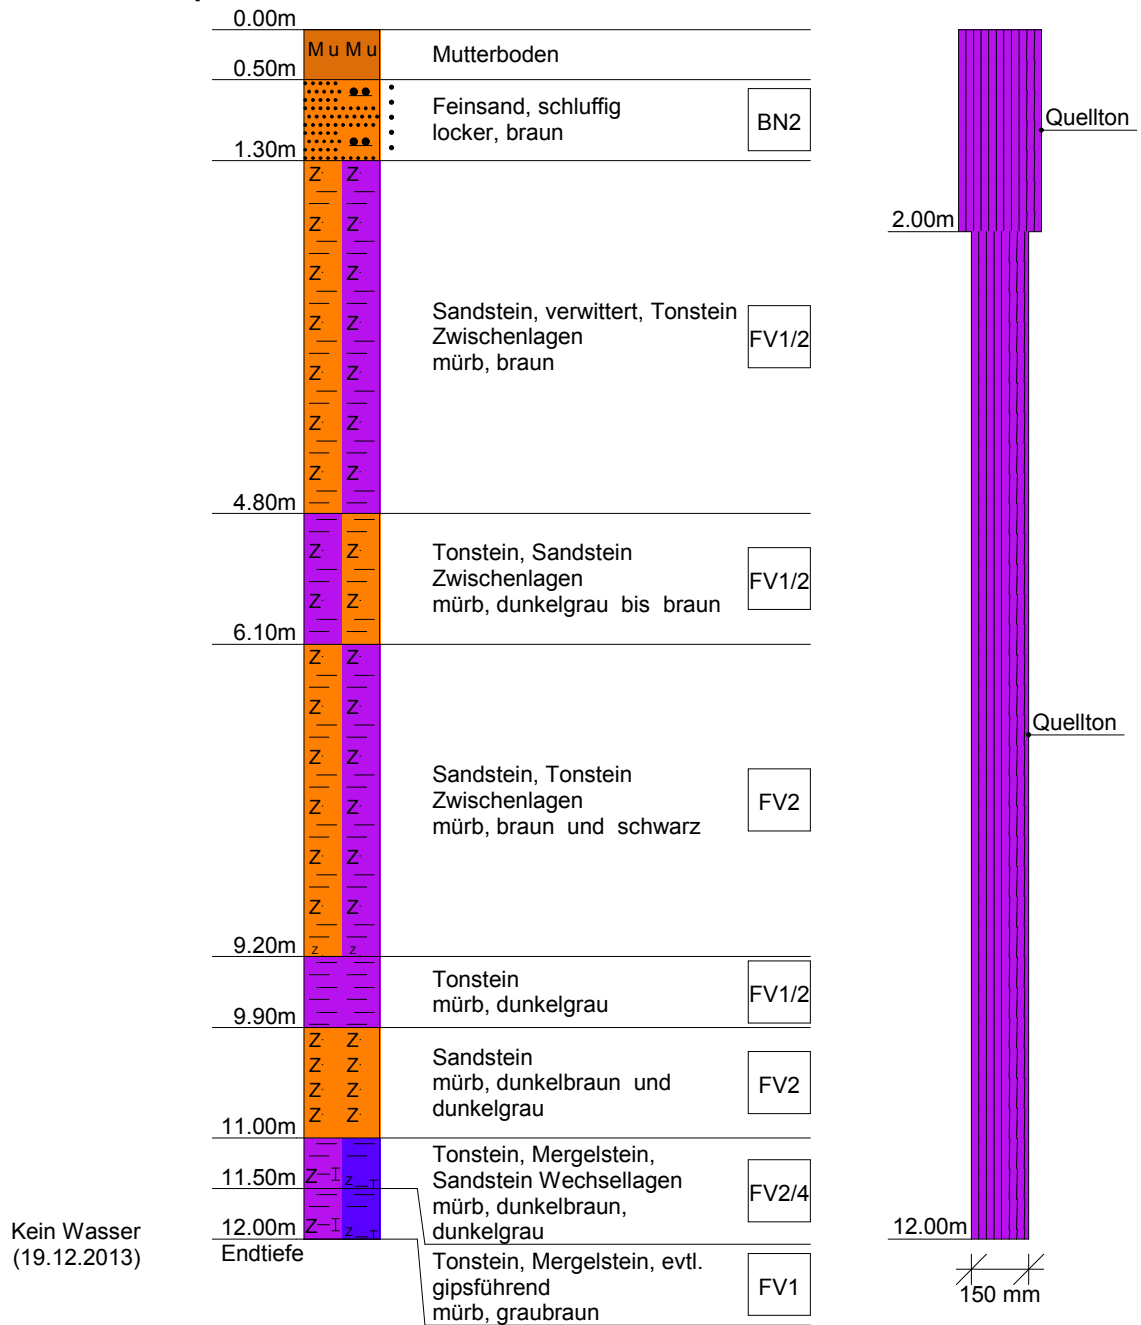 0.00m
Mu Mu
Mutterboden
0.50m
Feinsand, schluffig
locker, braun
BN2
1.30m
Quellton
2.00m
Sandstein, verwittert, Tonstein
Zwischenlagen
mürb, braun
FV1/2
4.80m
Tonstein, Sandstein
Zwischenlagen
mürb, dunkelgrau bis braun
FV1/2
6.10m
Sandstein, Tonstein
Zwischenlagen
mürb, braun und schwarz
FV2
Quellton
9.20m
Tonstein
mürb, dunkelgrau
FV1/2
9.90m
Sandstein
mürb, dunkelbraun und
dunkelgrau
FV2
11.00m
Tonstein, Mergelstein,
Sandstein Wechsellagen
mürb, dunkelbraun,
dunkelgrau
FV2/4
11.50m
12.00m
Endtiefe
Kein Wasser
(19.12.2013)
Tonstein, Mergelstein, evtl.
gipsführend
mürb, graubraun
FV1
12.00m
150 mm